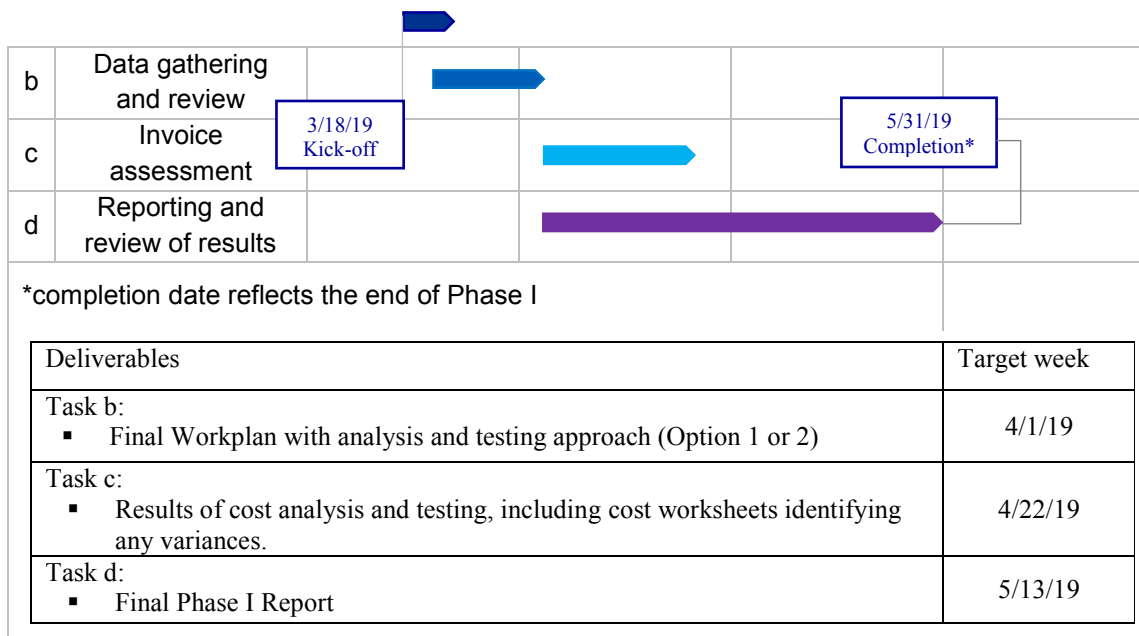 b
Data gathering
and review
3/18/19
Kick-off
5/31/19
Completion*
c
Invoice
assessment
d
Reporting and
review of results
*completion date reflects the end of Phase I
Deliverables
Target week
Task b:
▪ Final Workplan with analysis and testing approach (Option 1 or 2)
4/1/19
Task c:
▪ Results of cost analysis and testing, including cost worksheets identifying
any variances.
4/22/19
Task d:
▪ Final Phase I Report
5/13/19